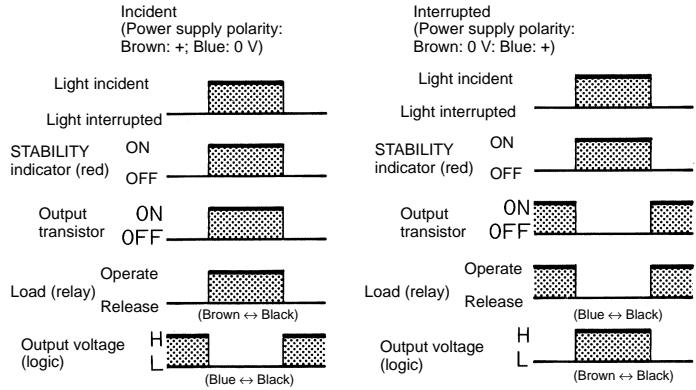 Incident
(Power supply polarity:
Brown: +; Blue: 0 V)
Light incident
Light interrupted
STABILITY
indicator (red)
ON
OFF
Output
transistor
ON
OFF
Load (relay)
Operate
Release
(Brown ↔ Black)
Output voltage
(logic)
H
L
(Blue ↔ Black)
Interrupted
(Power supply polarity:
Brown: 0 V: Blue: +)
Light incident
Light interrupted
STABILITY
indicator (red)
ON
OFF
Output
transistor
ON
OFF
Load (relay)
Operate
Release
(Blue ↔ Black)
Output voltage
(logic)
H
L
(Brown ↔ Black)